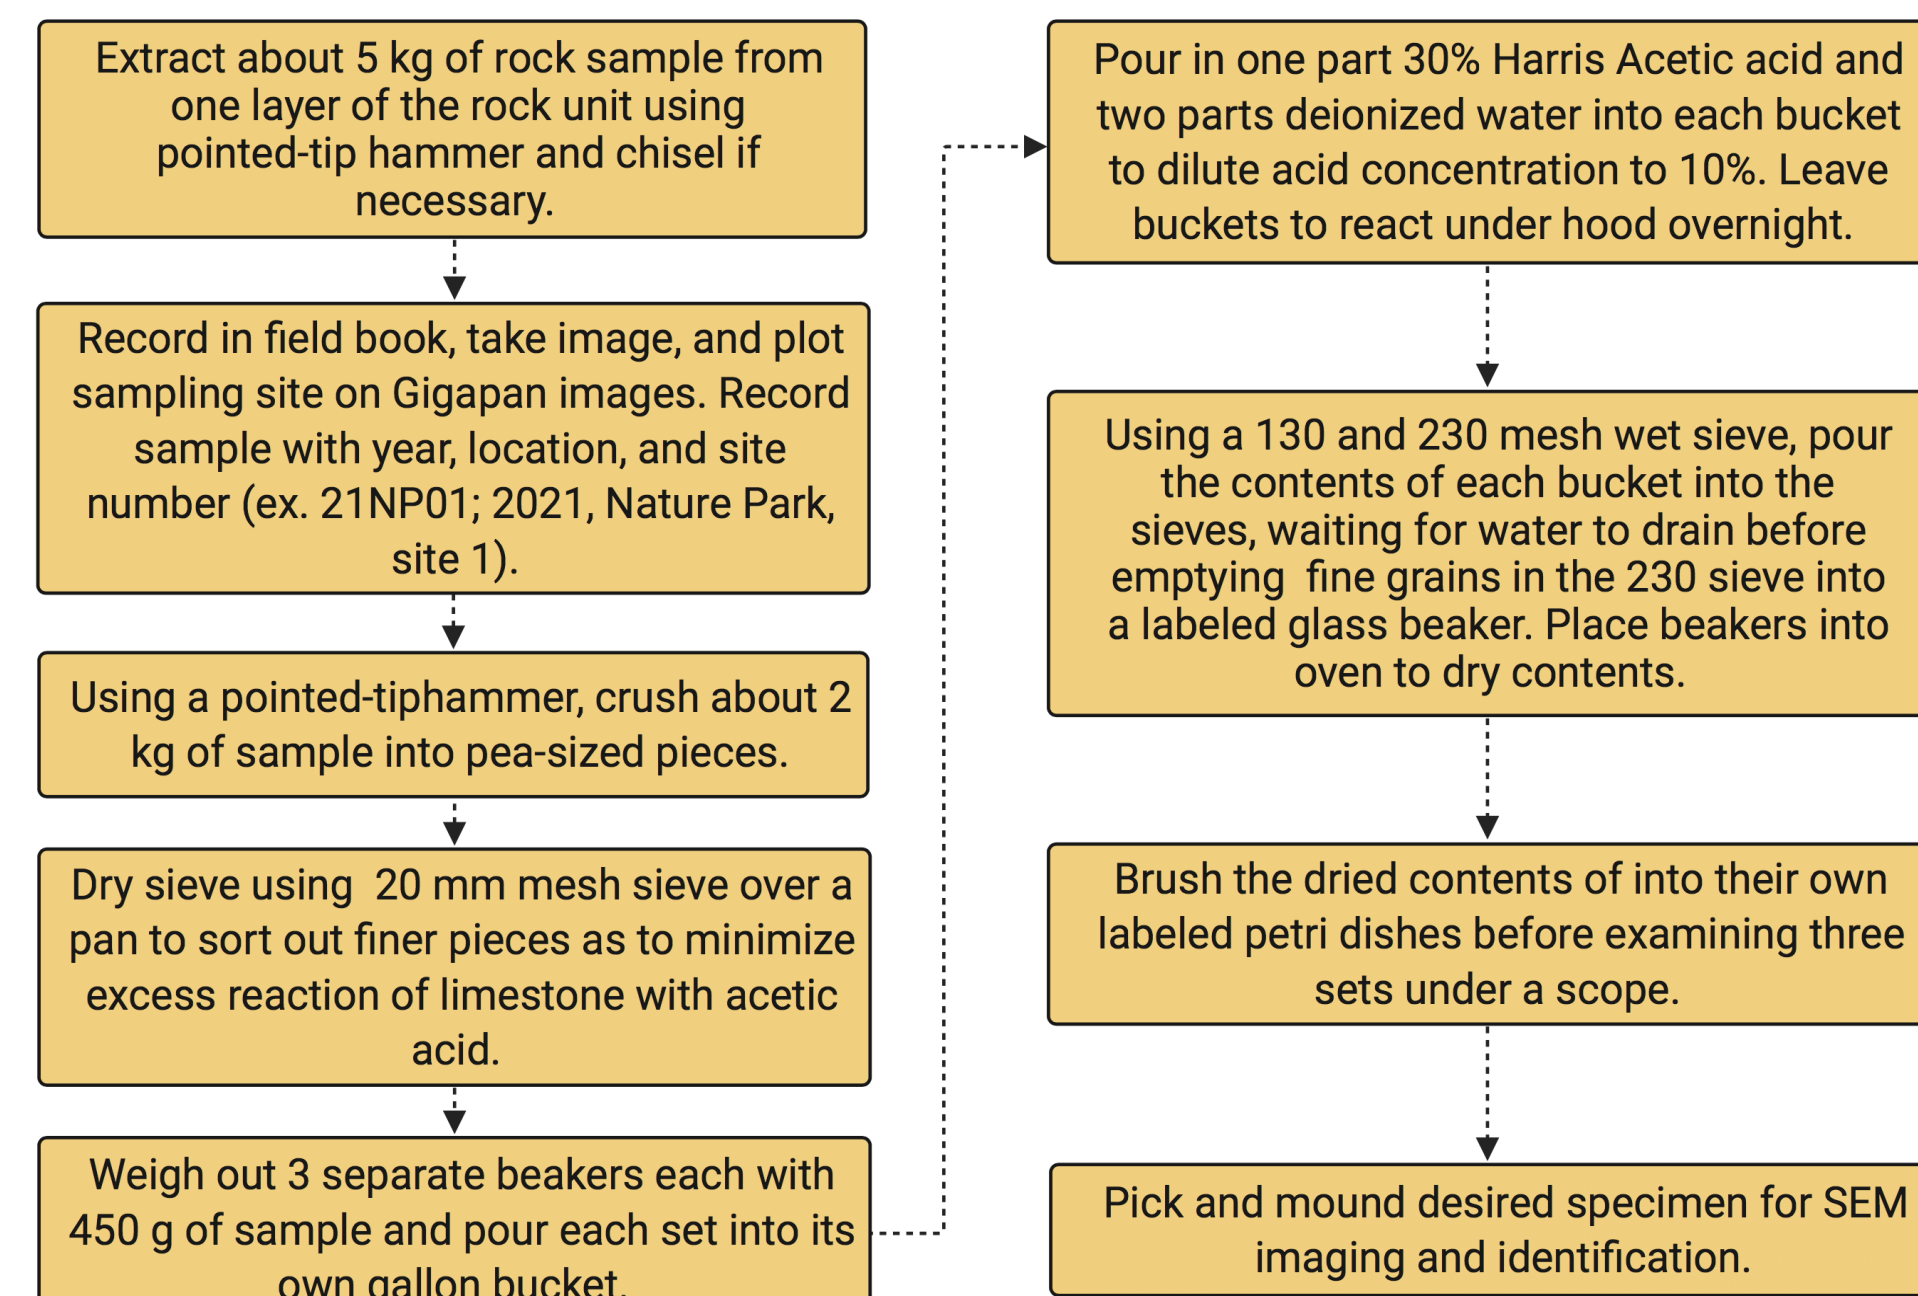 Extract about 5 kg of rock sample from
one layer of the rock unit using
pointed-tip hammer and chisel if
necessary.
Record in field book, take image, and plot
sampling site on Gigapan images. Record
sample with year, location, and site
number (ex. 21NP01; 2021, Nature Park,
site 1).
Using a pointed-tiphammer, crush about 2
kg of sample into pea-sized pieces.
Dry sieve using  20 mm mesh sieve over a
pan to sort out finer pieces as to minimize
excess reaction of limestone with acetic
acid.
Weigh out 3 separate beakers each with
450 g of sample and pour each set into its
own gallon bucket.
Pour in one part 30% Harris Acetic acid and
two parts deionized water into each bucket
to dilute acid concentration to 10%. Leave
buckets to react under hood overnight.
Using a 130 and 230 mesh wet sieve, pour
the contents of each bucket into the
sieves, waiting for water to drain before
emptying  fine grains in the 230 sieve into
a labeled glass beaker. Place beakers into
oven to dry contents.
Brush the dried contents of into their own
labeled petri dishes before examining three
sets under a scope.
Pick and mound desired specimen for SEM
imaging and identification.